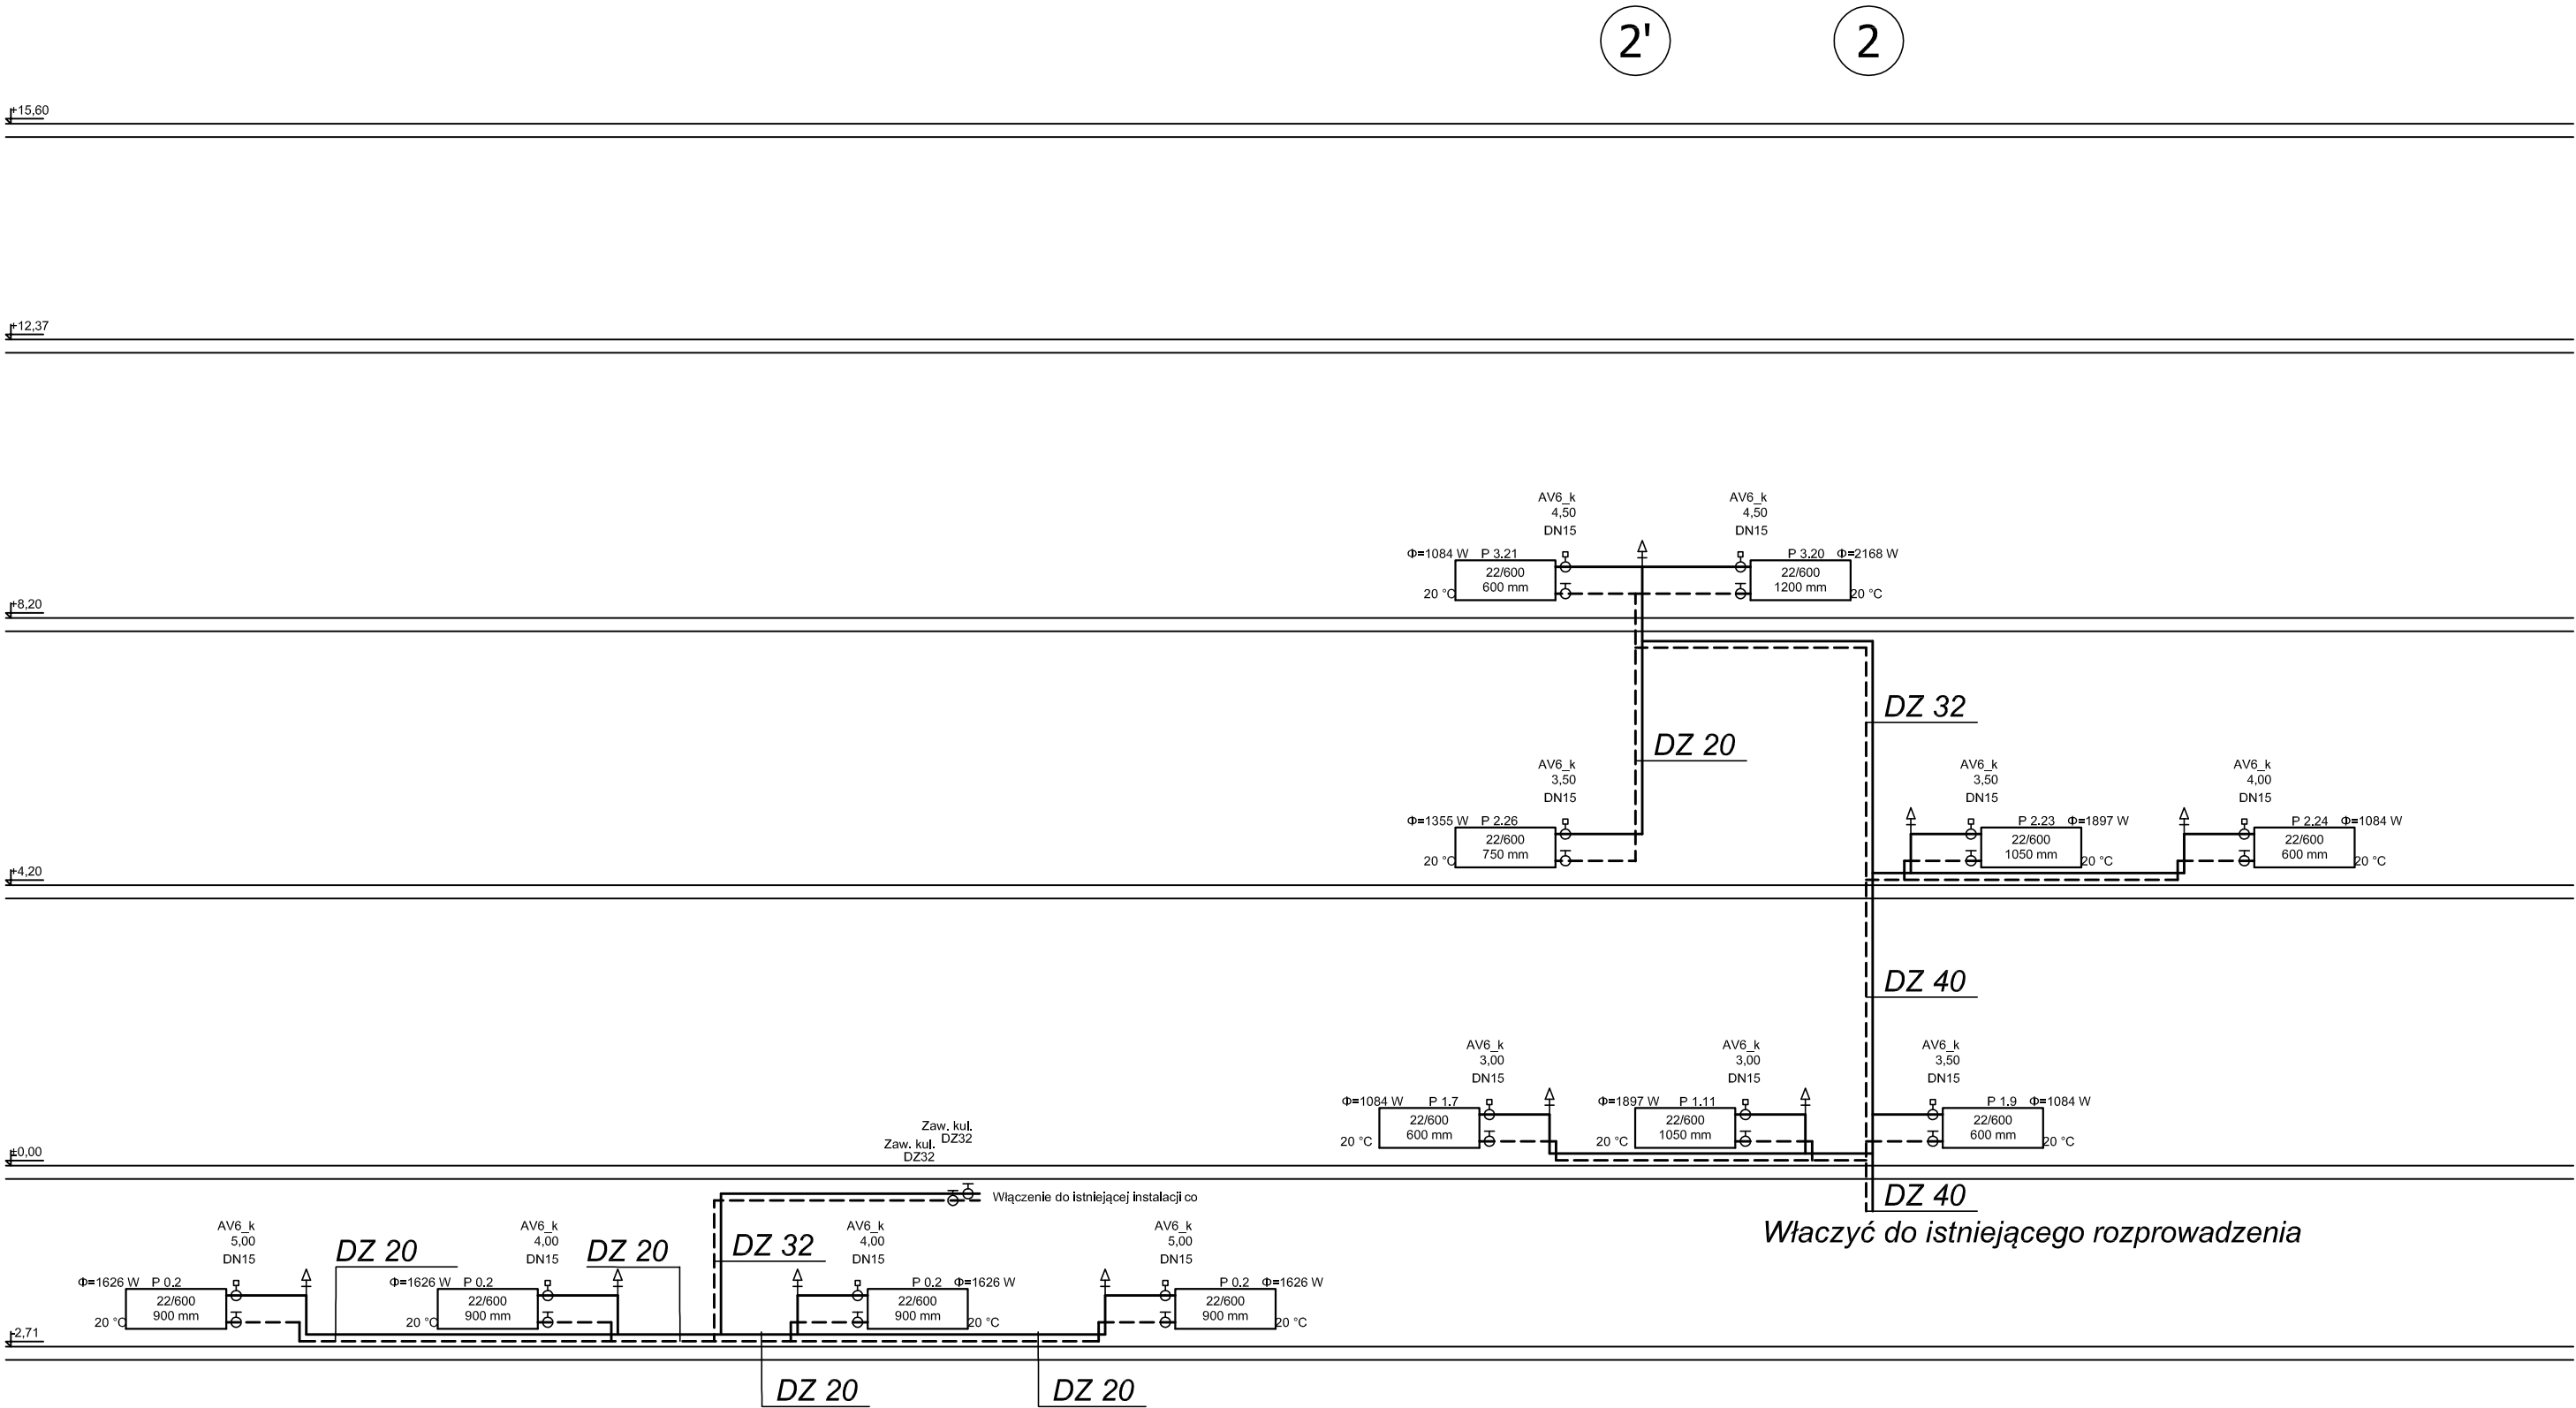 2'
2
+15,60
+12,37
AV6_k
4,50
DN15
AV6_k
4,50
DN15
Φ=1084 W P 3.21
22/600
600 mm
20 °C
P 3.20 Φ=2168 W
22/600
1200 mm
20 °C
+8,20
DZ 32
DZ 20
AV6_k
3,50
DN15
AV6_k
3,50
DN15
AV6_k
4,00
DN15
Φ=1355 W P 2.26
22/600
750 mm
20 °C
P 2.23 Φ=1897 W
22/600
1050 mm
20 °C
P 2.24 Φ=1084 W
22/600
600 mm
20 °C
+4,20
DZ 40
AV6_k
3,00
DN15
AV6_k
3,00
DN15
AV6_k
3,50
DN15
Φ=1084 W P 1.7
22/600
600 mm
20 °C
Φ=1897 W P 1.11
22/600
1050 mm
20 °C
P 1.9 Φ=1084 W
22/600
600 mm
20 °C
Zaw. kul.
DZ32
Zaw. kul.
DZ32
±0,00
Włączenie do istniejącej instalacji co
DZ 40
Właczyć do istniejącego rozprowadzenia
AV6_k
5,00
DN15
DZ 20
AV6_k
4,00
DN15
DZ 20
DZ 32
AV6_k
4,00
DN15
AV6_k
5,00
DN15
Φ=1626 W P 0.2
22/600
900 mm
20 °C
Φ=1626 W P 0.2
22/600
900 mm
20 °C
P 0.2 Φ=1626 W
22/600
900 mm
20 °C
P 0.2 Φ=1626 W
22/600
900 mm
20 °C
-2,71
DZ 20
DZ 20